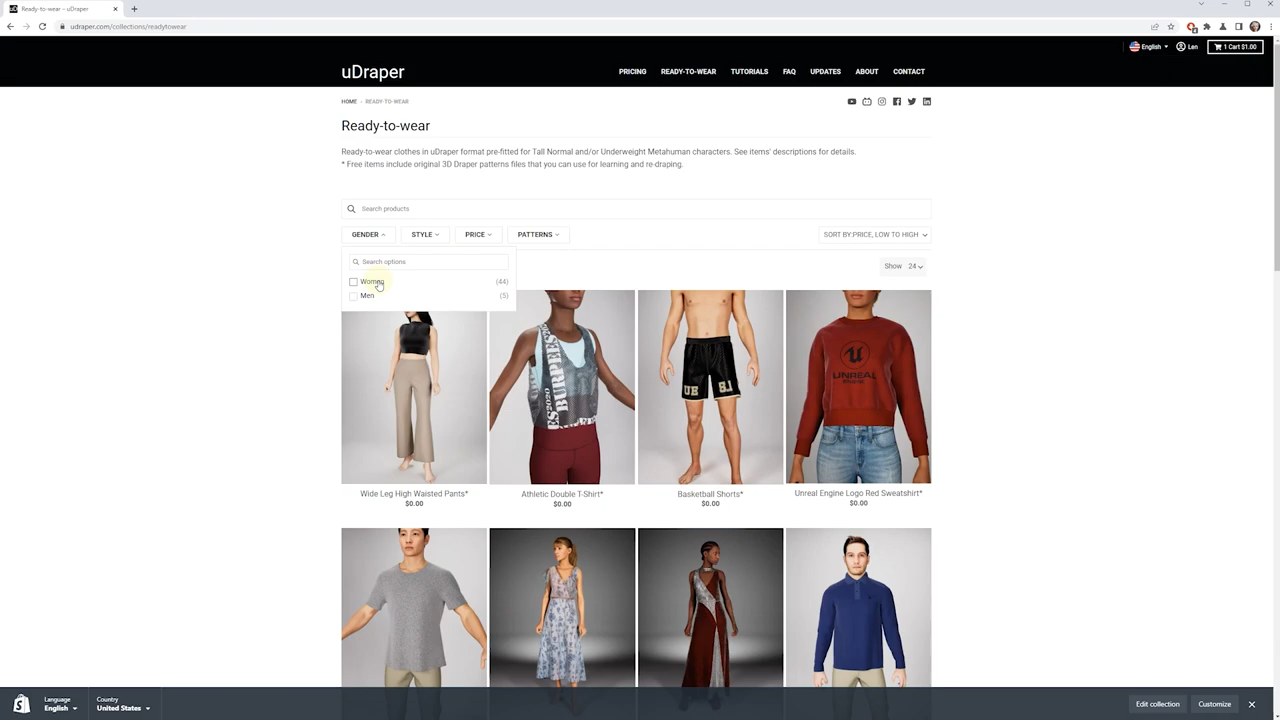 Ready-to-wear – uDraper
udraper.com/collections/readytowear
English
Len
1 Cart $1.00
uDraper
PRICING
READY-TO-WEAR
TUTORIALS
FAQ
UPDATES
ABOUT
CONTACT
HOME
READY-TO-WEAR
Ready-to-wear
Ready-to-wear clothes in uDraper format pre-fitted for Tall Normal and/or Underweight Metahuman characters. See items' descriptions for details.
* Free items include original 3D Draper patterns files that you can use for learning and re-draping.
Search products
GENDER
STYLE
PRICE
PATTERNS
SORT BY:PRICE, LOW TO HIGH
Search options
Show 24
Women (44)
Men (5)
BURPEES
2020
UE
UNREAL
ENGINE
Wide Leg High Waisted Pants*
$0.00
Athletic Double T-Shirt*
$0.00
Basketball Shorts*
$0.00
Unreal Engine Logo Red Sweatshirt*
$0.00
Language
English
Country
United States
Edit collection
Customize